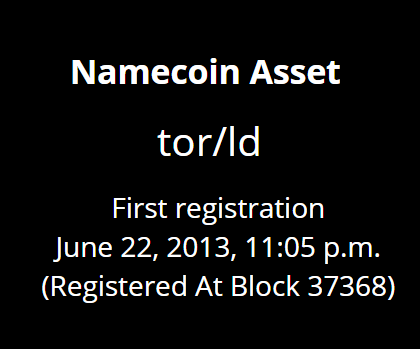 Namecoin Asset
tor/ld
First registration
June 22, 2013, 11:05 p.m.
(Registered At Block 37368)